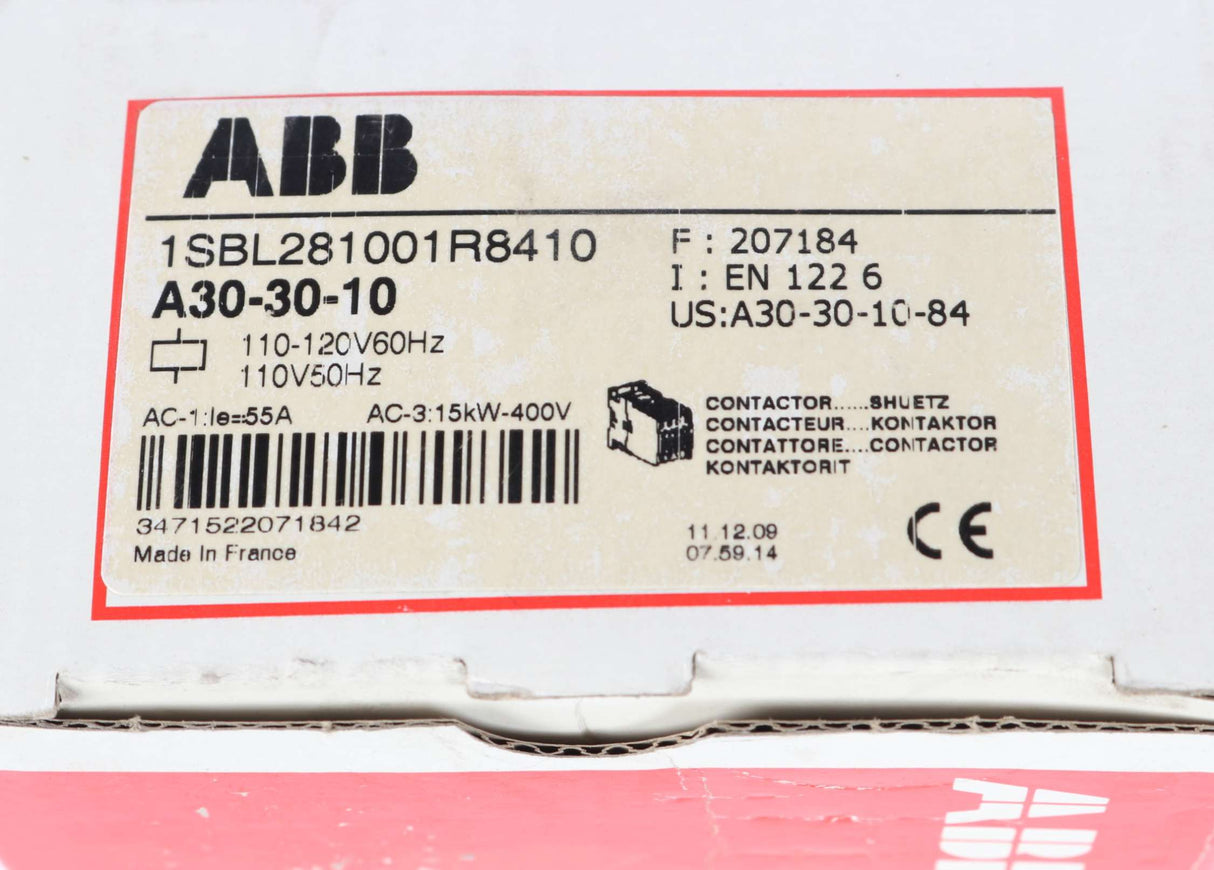 ABB
1SBL281001R8410
A30-30-10
110-120V60Hz
110V50Hz
AC-1:Ie=55A AC-3:15kW-400V
3471522071842
Made In France
F : 207184
I : EN 122 6
US:A30-30-10-84
CONTACTOR......SHUETZ
CONTACTEUR....KONTAKTOR
CONTATTORE....CONTACTOR
KONTAKTORIT
11.12.09
07.59.14
CE
ABB